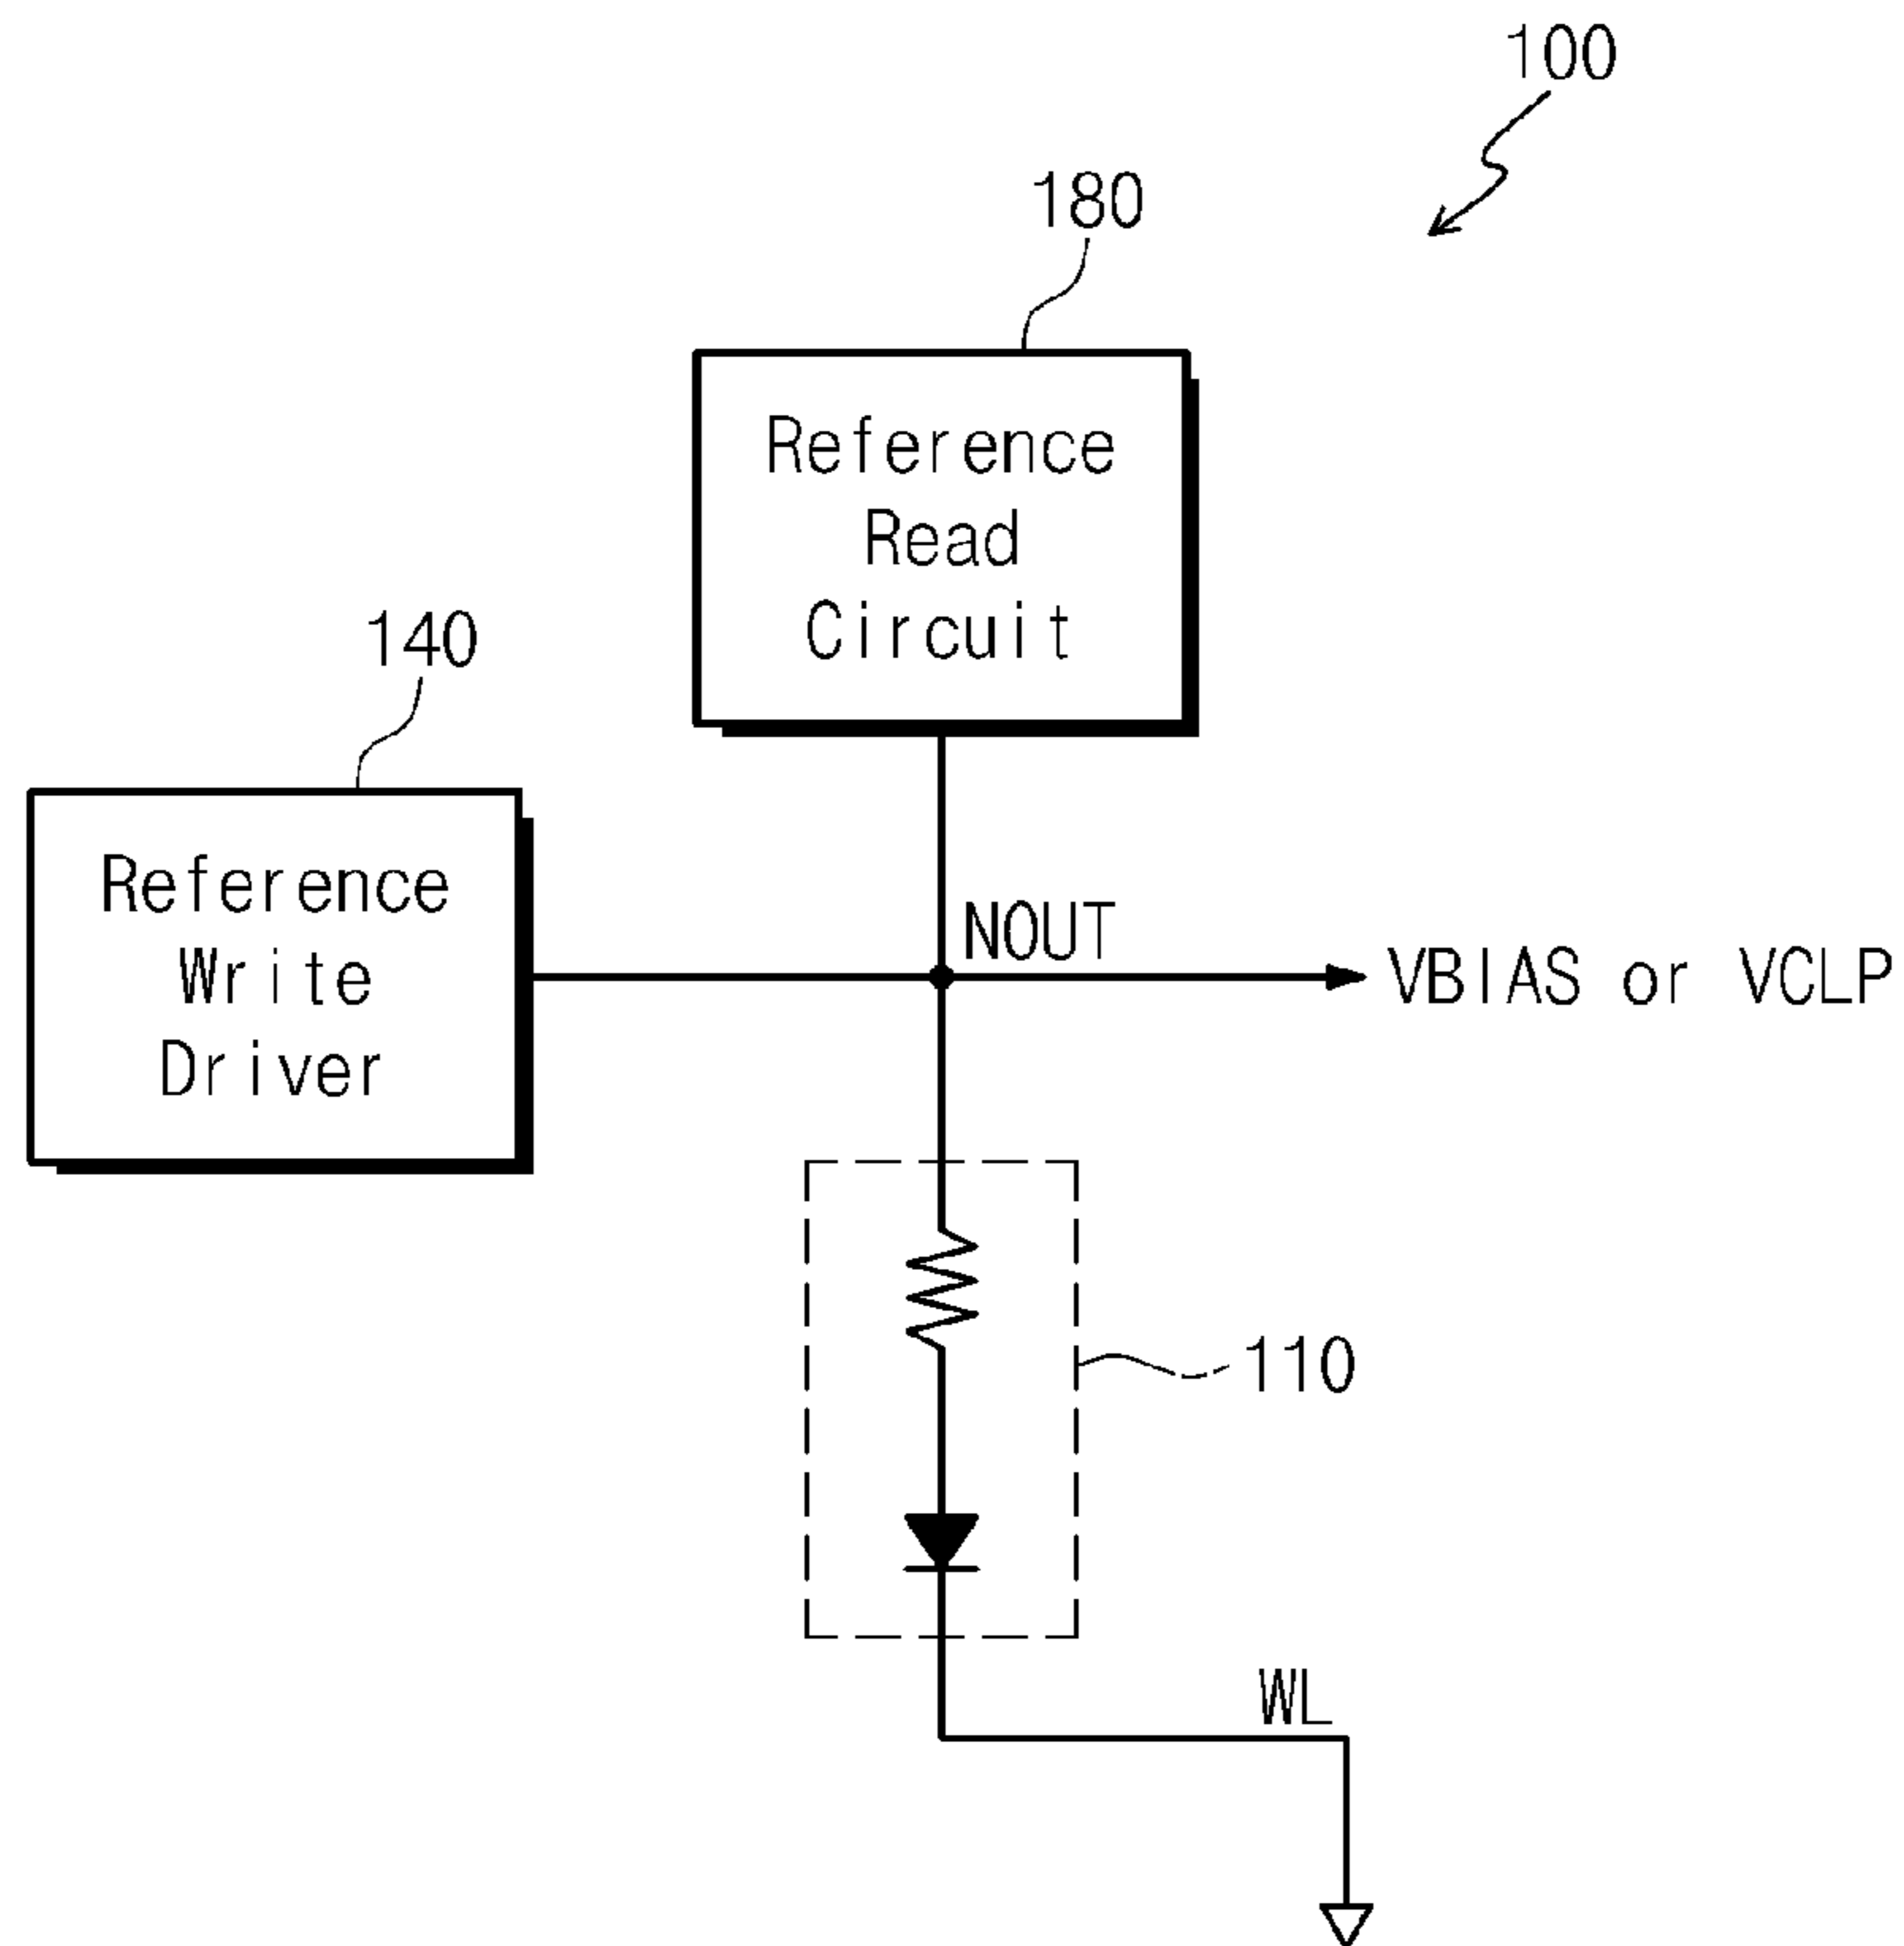 100
180
Reference
Read
Circuit
140
Reference
Write
Driver
NOUT
VBIAS or VCLP
110
WL